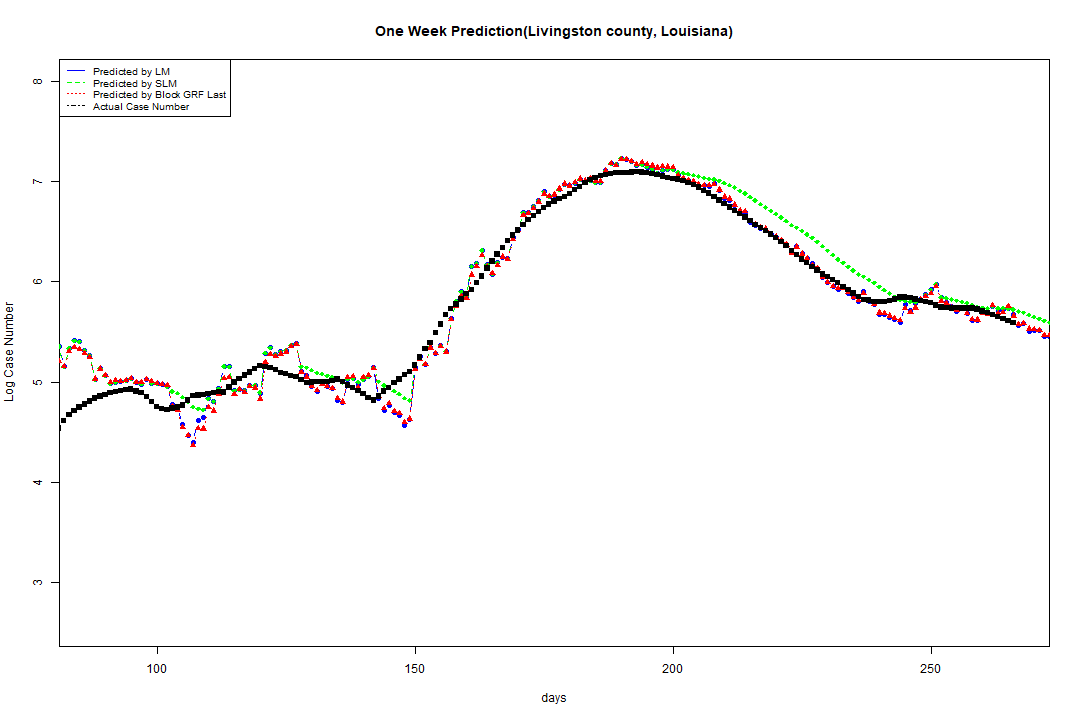 One Week Prediction(Livingston county, Louisiana)
Predicted by LM
Predicted by SLM
Predicted by Block GRF Last
Actual Case Number
8
7
6
5
4
3
Log Case Number
100 150 200 250
days